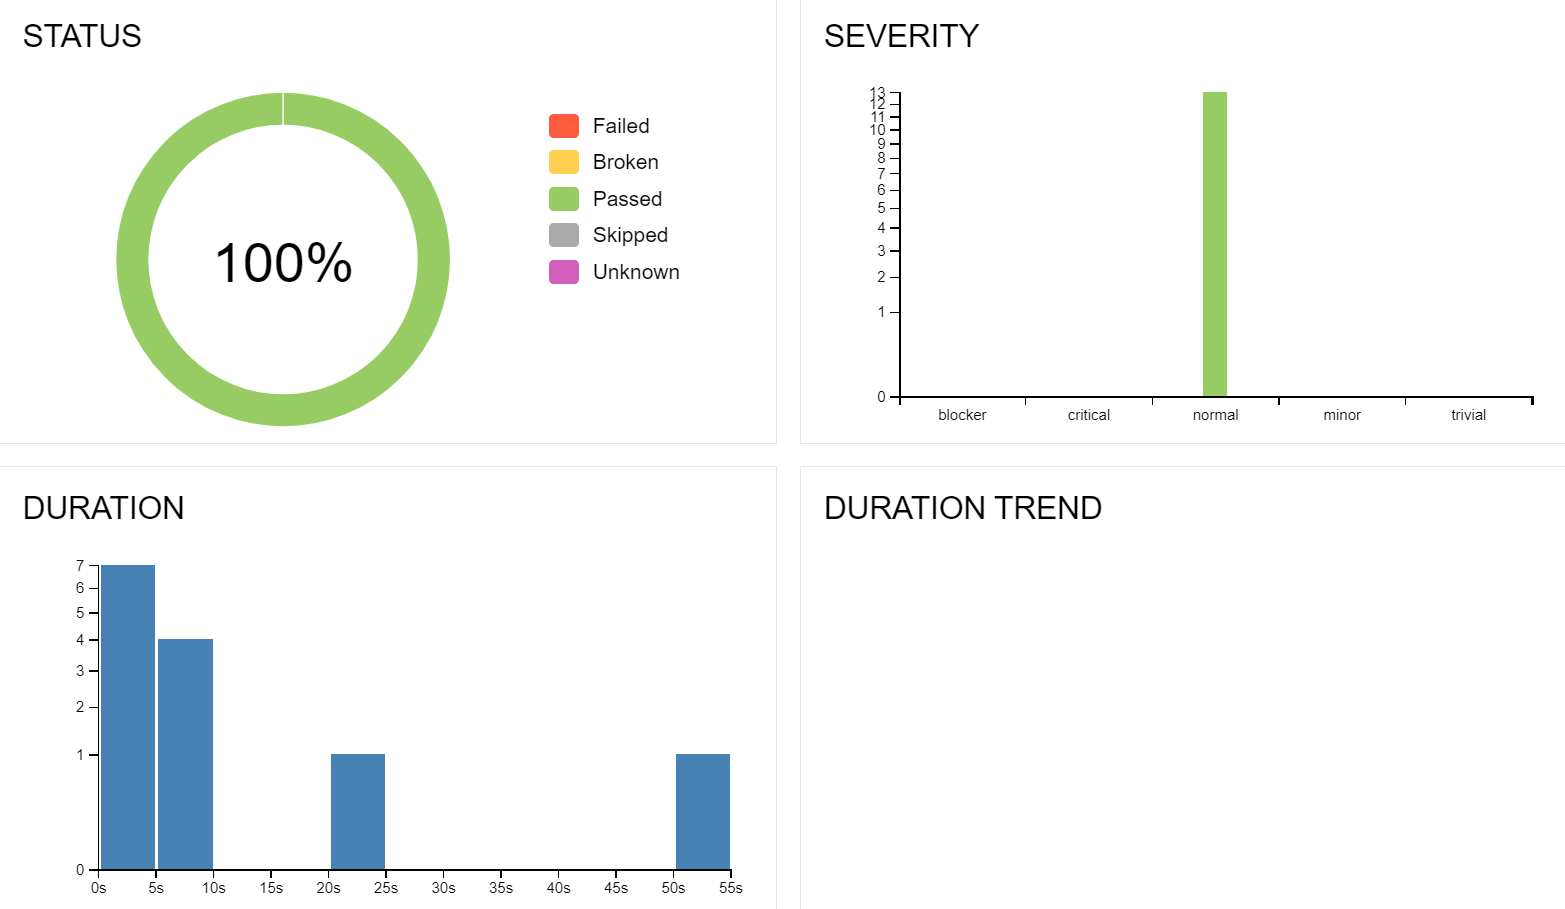 STATUS
100%
Failed
Broken
Passed
Skipped
Unknown
SEVERITY
13
12
11
10
9
8
7
6
5
4
3
2
1
0
blocker critical normal minor trivial
DURATION
7
6
5
4
3
2
1
0
0s 5s 10s 15s 20s 25s 30s 35s 40s 45s 50s 55s
DURATION TREND